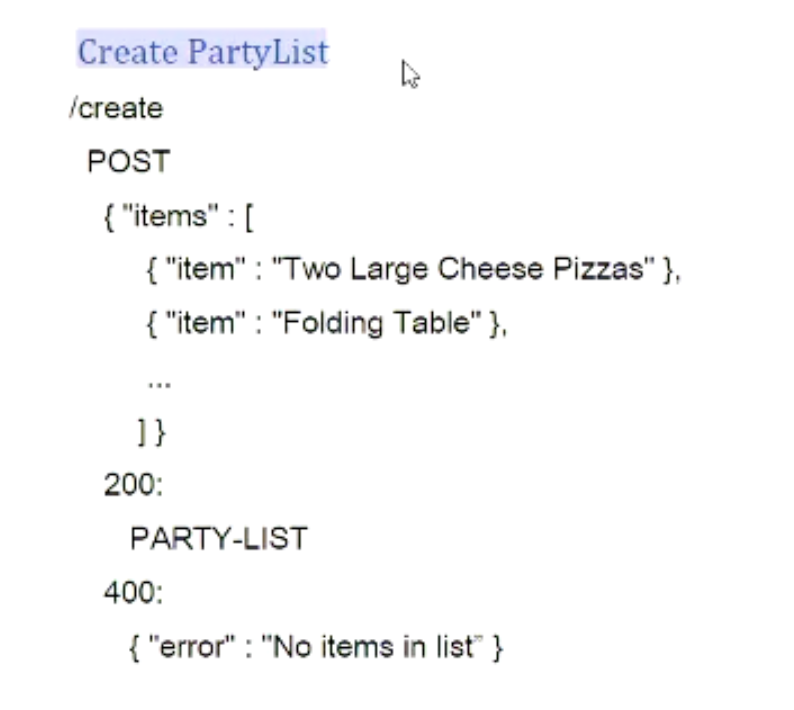 Create PartyList
/create
POST
{ "items" : [
{ "item" : "Two Large Cheese Pizzas" },
{ "item" : "Folding Table" },
...
] }
200:
PARTY-LIST
400:
{ "error" : "No items in list” }